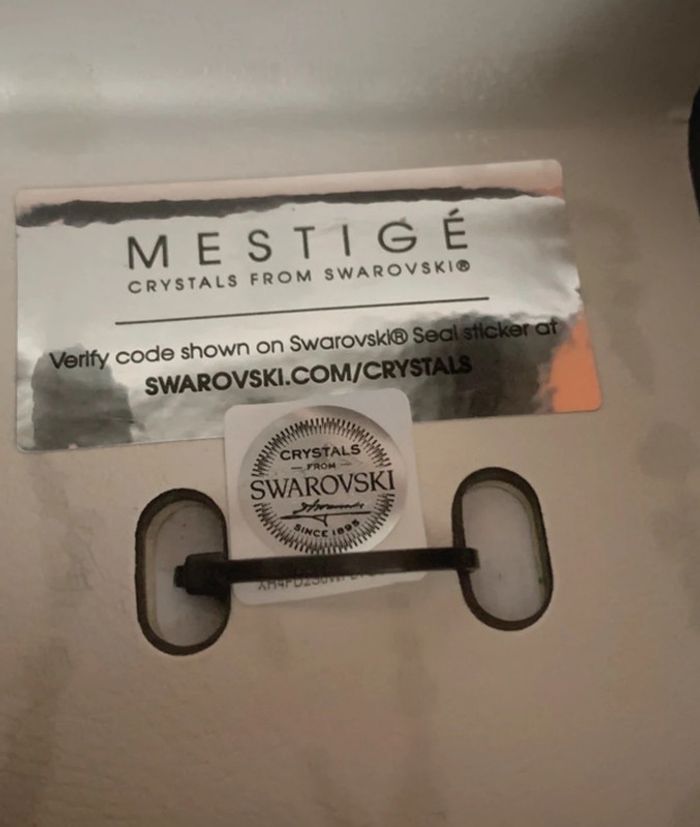 MESTIGÉ
CRYSTALS FROM SWAROVSKI®
Verify code shown on Swarovski® Seal sticker at
SWAROVSKI.COM/CRYSTALS
CRYSTALS
FROM
SWAROVSKI
SINCE 1895